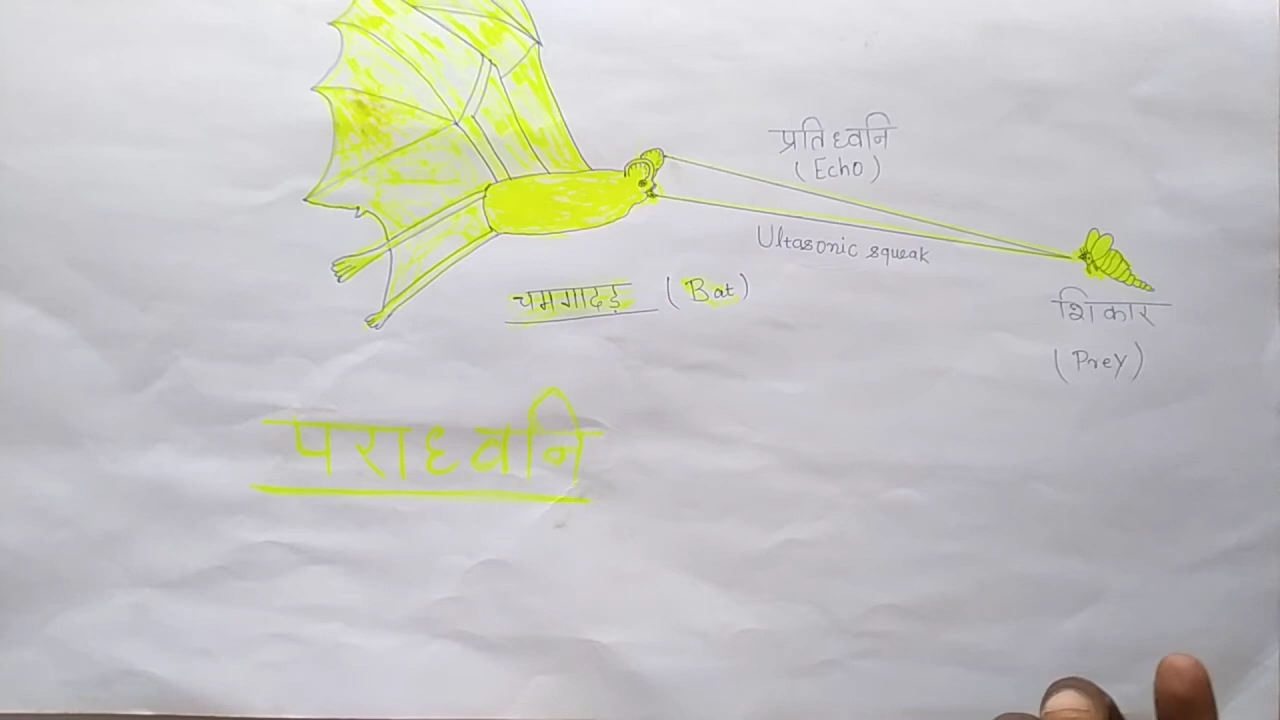 प्रतिध्वनि
(Echo)
Ultasonic squeak
चमगादड़ (Bat)
शिकार
(Prey)
पराध्वनि